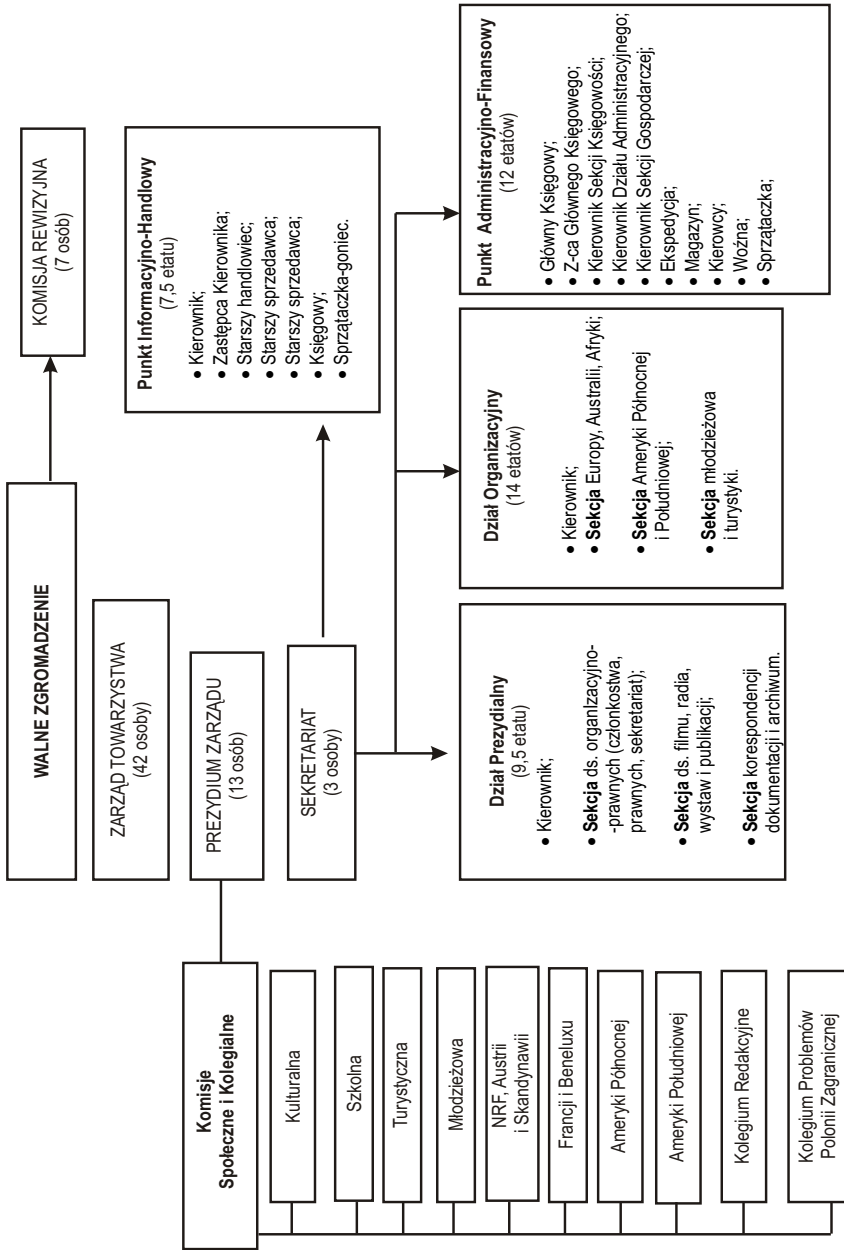 WALNE ZGROMADZENIE
KOMISJA REWIZYJNA
(7 osób)
ZARZĄD TOWARZYSTWA
(42 osoby)
PREZYDIUM ZARZĄDU
(13 osób)
SEKRETARIAT
(3 osoby)
Punkt Informacyjno-Handlowy
(7,5 etatu)
• Kierownik;
• Zastępca Kierownika;
• Starszy handlowiec;
• Starszy sprzedawca;
• Starszy sprzedawca;
• Księgowy;
• Sprzątaczka-goniec.
Komisje
Społeczne i Kolegialne
Kulturalna
Szkolna
Turystyczna
Młodzieżowa
NRF, Austrii
i Skandynawii
Francji i Beneluxu
Ameryki Północnej
Ameryki Południowej
Kolegium Redakcyjne
Kolegium Problemów
Polonii Zagranicznej
Dział Prezydialny
(9,5 etatu)
• Kierownik;
• Sekcja ds. organIzacyjno-
-prawnych (członkostwa,
prawnych, sekretariat);
• Sekcja ds. filmu, radia,
wystaw i publikacji;
• Sekcja korespondencji
dokumentacji i archiwum.
Dział Organizacyjny
(14 etatów)
• Kierownik;
• Sekcja Europy, Australii, Afryki;
• Sekcja Ameryki Północnej
i Południowej;
• Sekcja młodzieżowa
i turystyki.
Punkt Administracyjno-Finansowy
(12 etatów)
• Główny Księgowy;
• Z-ca Głównego Księgowego;
• Kierownik Sekcji Księgowości;
• Kierownik Działu Administracyjnego;
• Kierownik Sekcji Gospodarczej;
• Ekspedycja;
• Magazyn;
• Kierowcy;
• Woźna;
• Sprzątaczka;